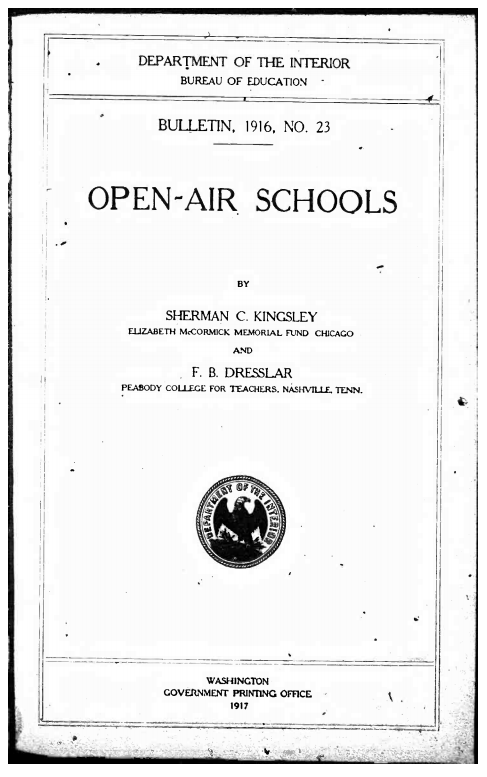 DEPARTMENT OF THE INTERIOR
BUREAU OF EDUCATION
BULLETIN, 1916, NO. 23
OPEN-AIR SCHOOLS
BY
SHERMAN C. KINGSLEY
ELIZABETH McCORMICK MEMORIAL FUND CHICAGO
AND
F. B. DRESSLAR
PEABODY COLLEGE FOR TEACHERS, NASHVILLE, TENN.
DEPARTMENT OF THE INTERIOR
WASHINGTON
GOVERNMENT PRINTING OFFICE
1917